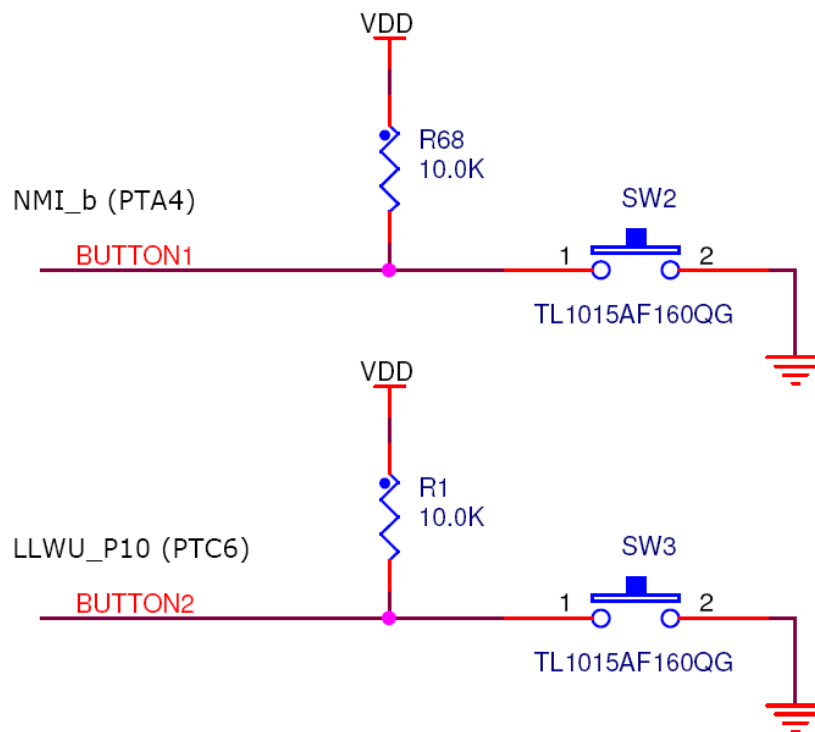 VDD
R68
10.0K
NMI_b (PTA4)
SW2
BUTTON1
1 2
TL1015AF160QG
VDD
R1
10.0K
LLWU_P10 (PTC6)
SW3
BUTTON2
1 2
TL1015AF160QG